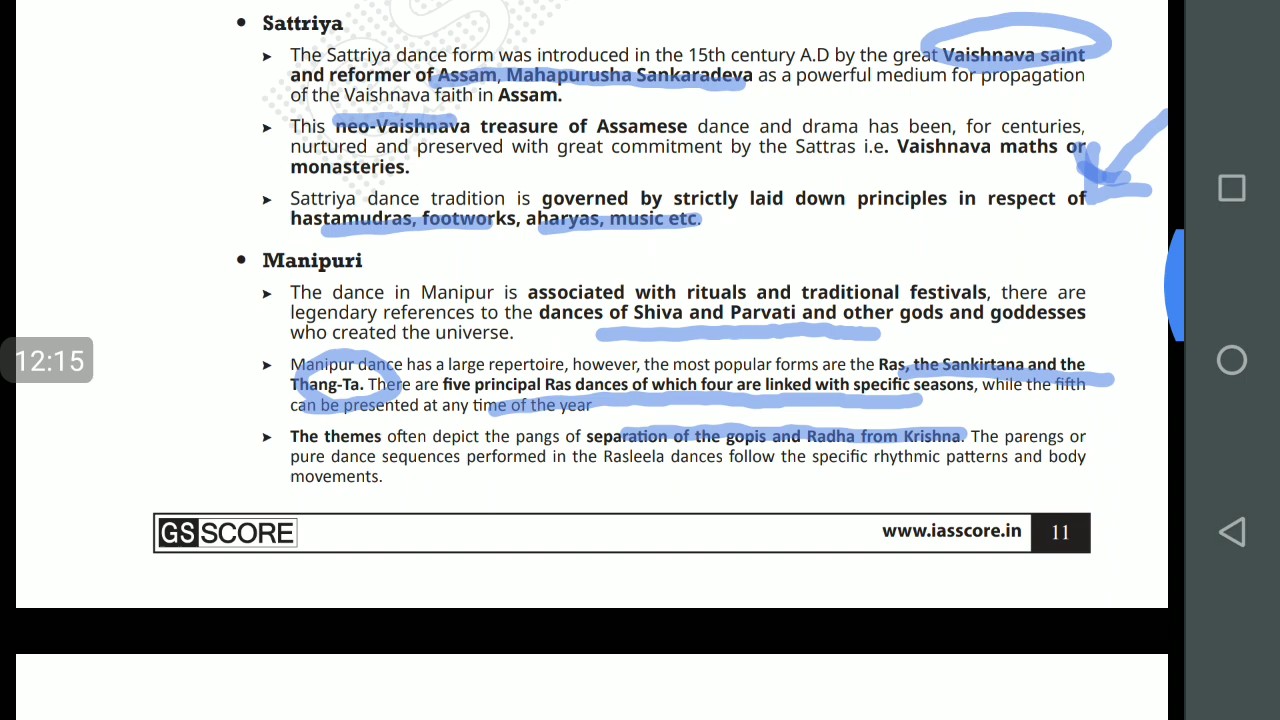 • Sattriya
➤ The Sattriya dance form was introduced in the 15th century A.D by the great Vaishnava saint
and reformer of Assam, Mahapurusha Sankaradeva as a powerful medium for propagation
of the Vaishnava faith in Assam.
➤ This neo-Vaishnava treasure of Assamese dance and drama has been, for centuries,
nurtured and preserved with great commitment by the Sattras i.e. Vaishnava maths or
monasteries.
➤ Sattriya dance tradition is governed by strictly laid down principles in respect of
hastamudras, footworks, aharyas, music etc.
• Manipuri
➤ The dance in Manipur is associated with rituals and traditional festivals, there are
legendary references to the dances of Shiva and Parvati and other gods and goddesses
who created the universe.
12:15
➤ Manipur dance has a large repertoire, however, the most popular forms are the Ras, the Sankirtana and the
Thang-Ta. There are five principal Ras dances of which four are linked with specific seasons, while the fifth
can be presented at any time of the year
➤ The themes often depict the pangs of separation of the gopis and Radha from Krishna. The parengs or
pure dance sequences performed in the Rasleela dances follow the specific rhythmic patterns and body
movements.
GS SCORE www.iasscore.in 11